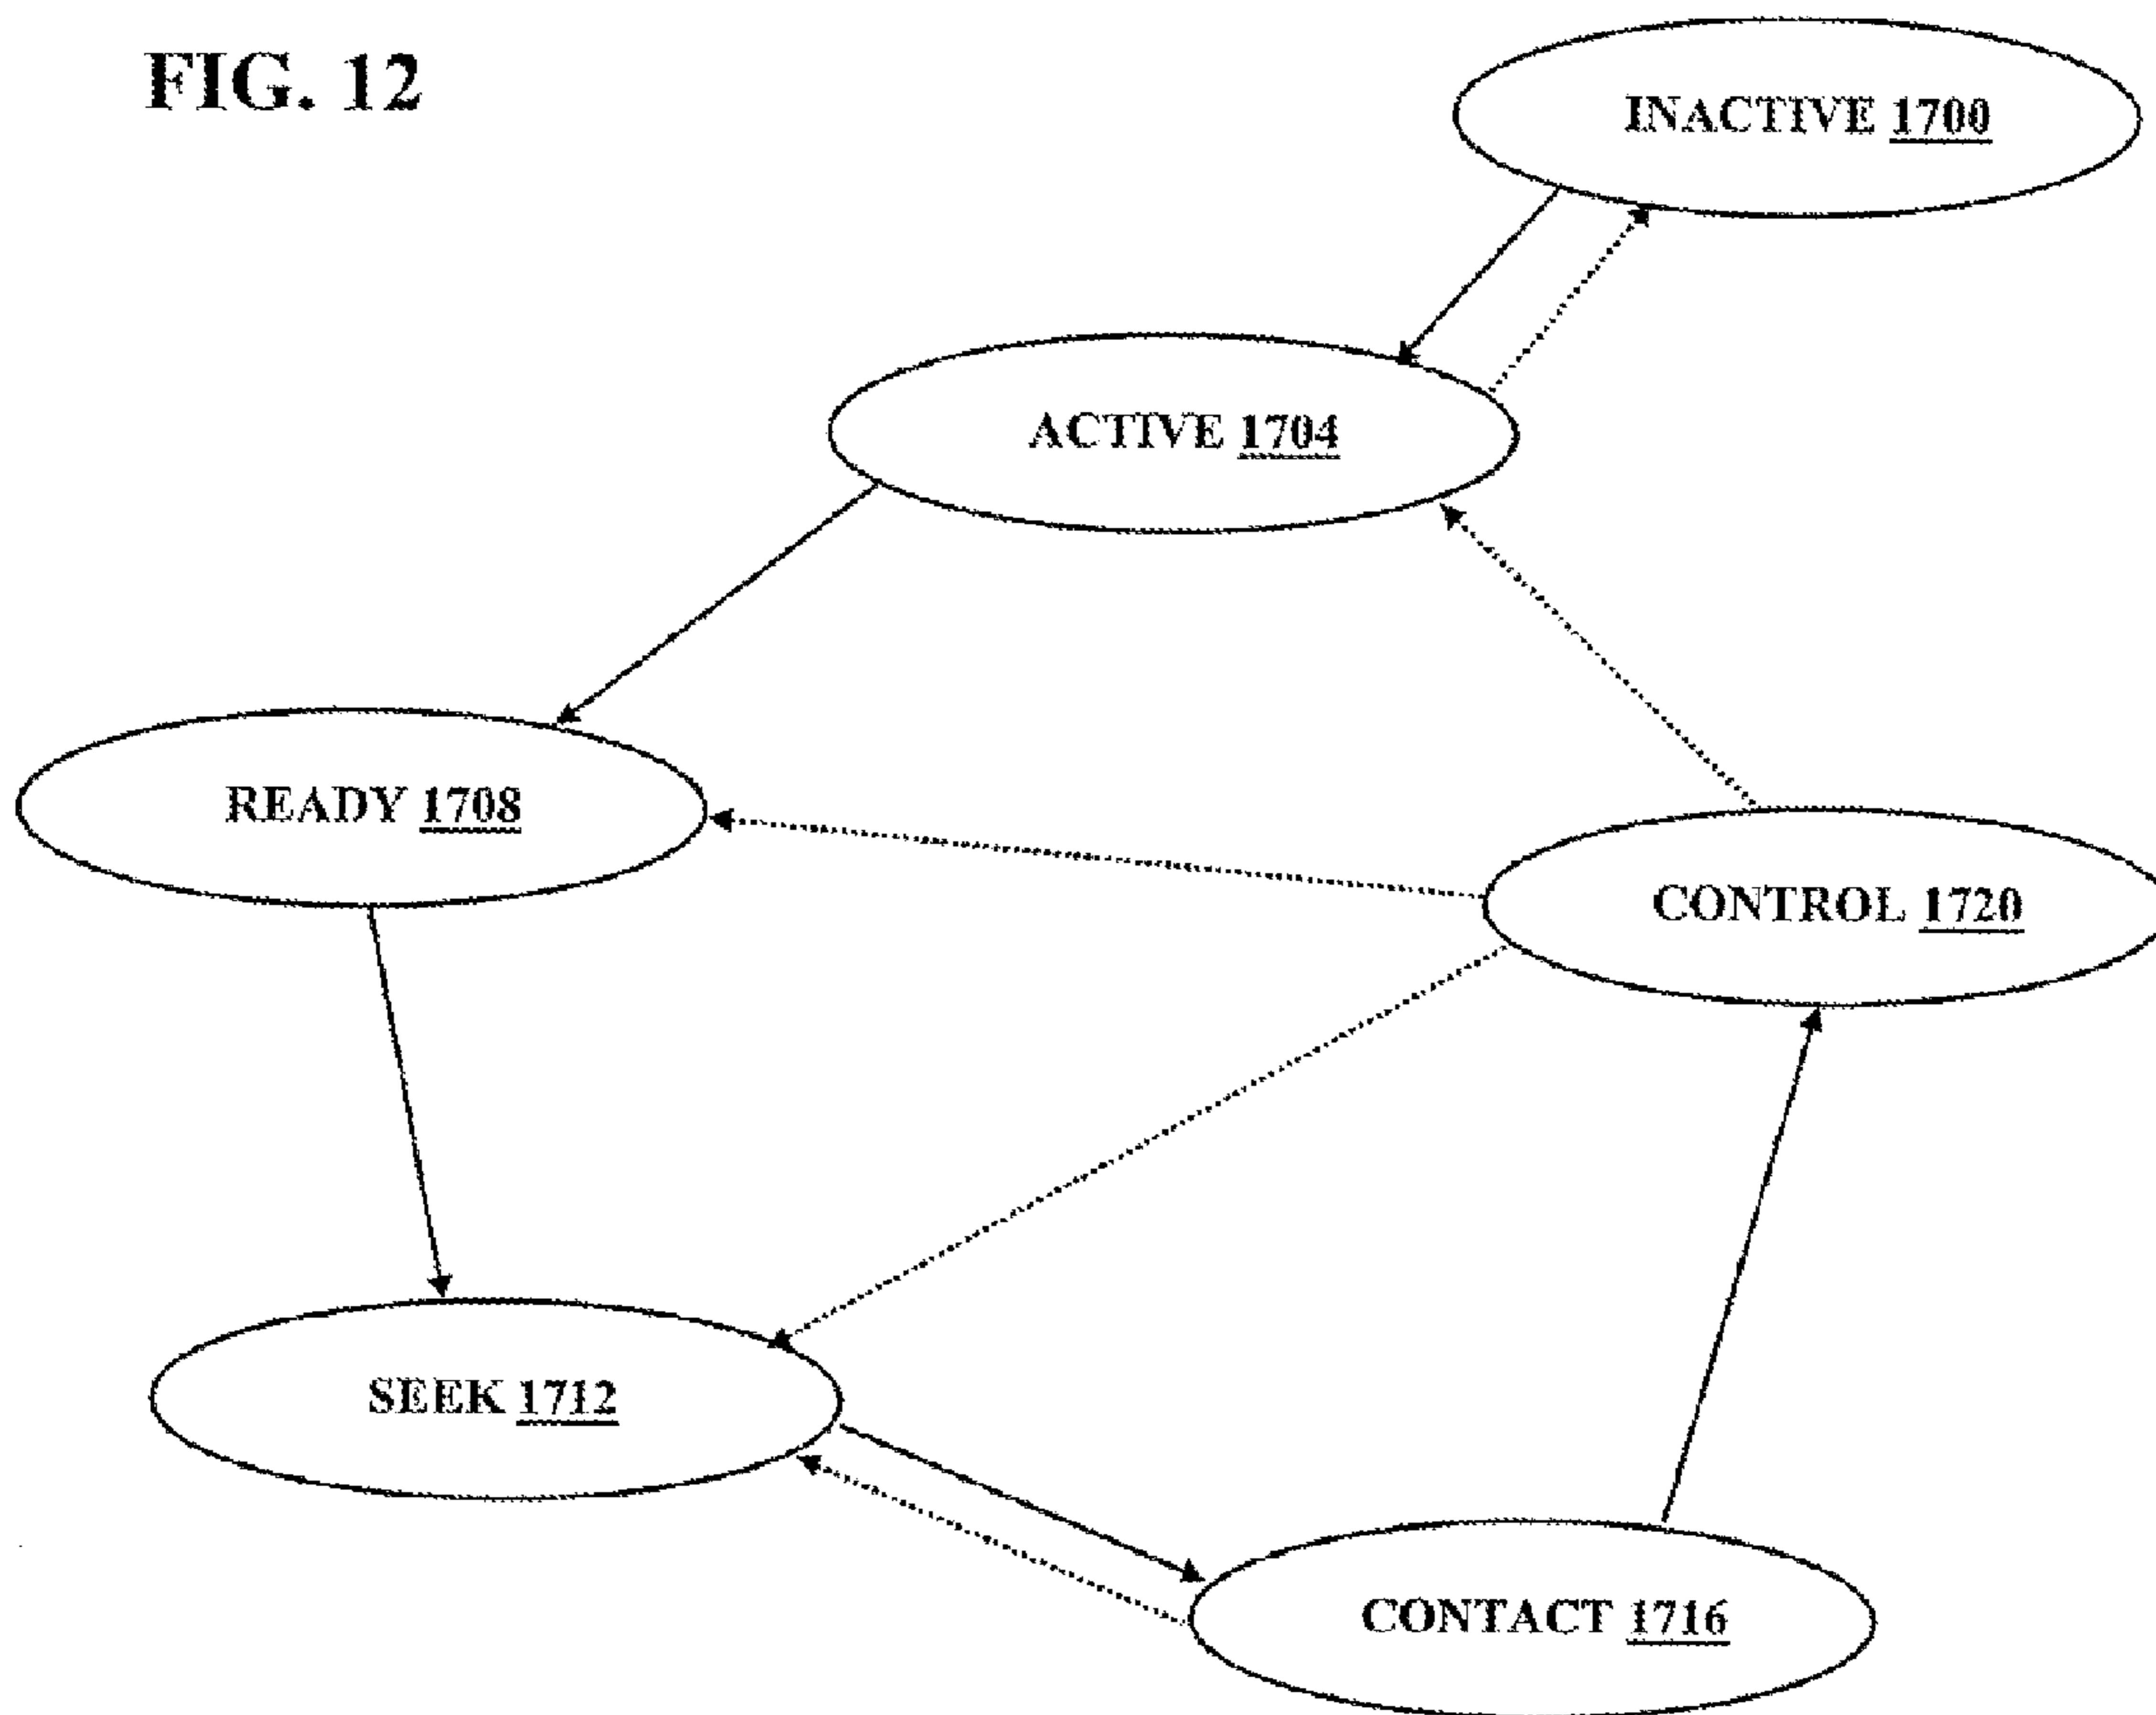 FIG. 12
INACTIVE 1700
ACTIVE 1704
READY 1708
CONTROL 1720
SEEK 1712
CONTACT 1716